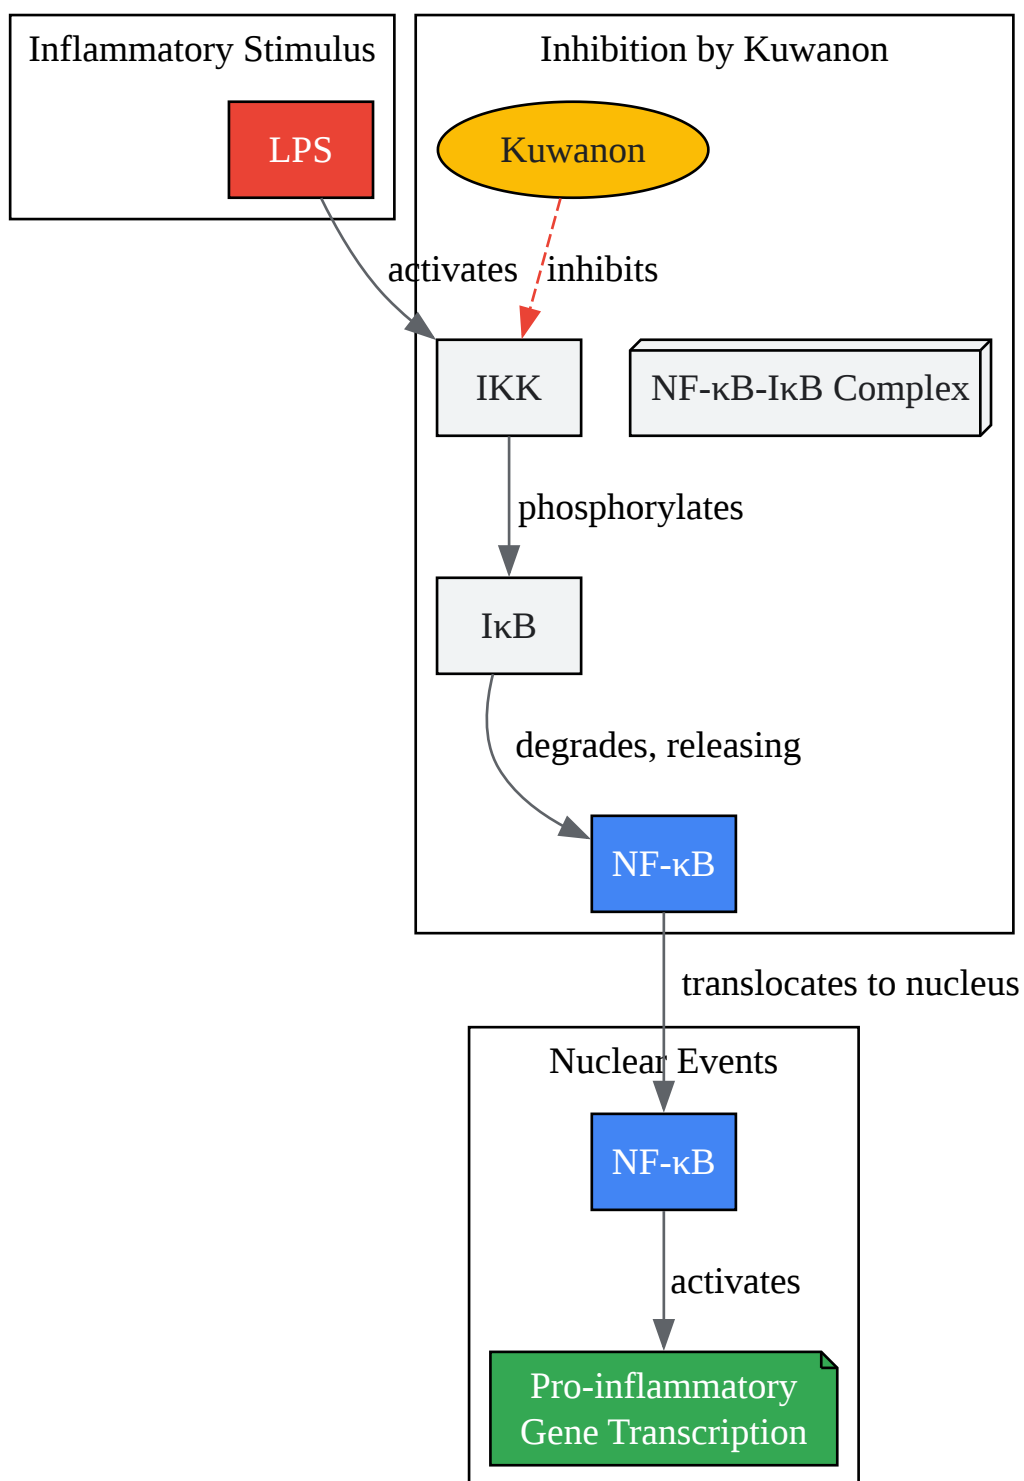 Inflammatory Stimulus
Inhibition by Kuwanon
LPS
Kuwanon
activates
inhibits
IKK
NF-κB-IκB Complex
phosphorylates
IκB
degrades, releasing
NF-κB
translocates to nucleus
Nuclear Events
NF-κB
activates
Pro-inflammatory
Gene Transcription